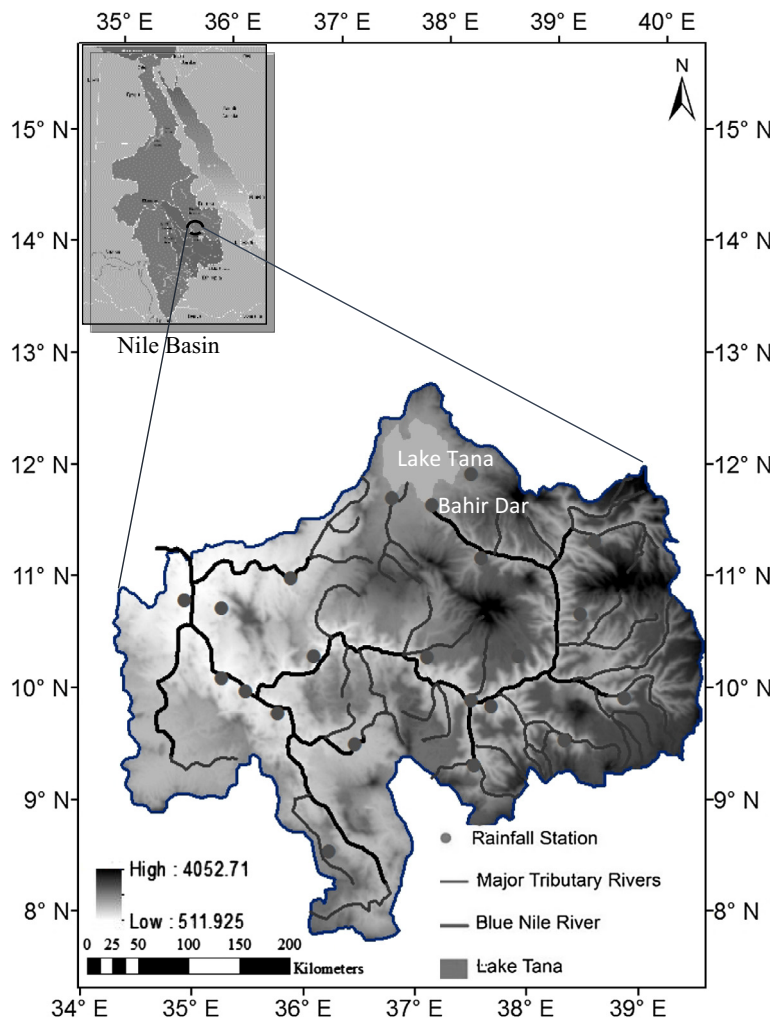 35° E 36° E 37° E 38° E 39° E 40° E
N
15° N 15° N
14° N 14° N
Nile Basin
13° N 13° N
12° N 12° N
Lake Tana
Bahir Dar
11° N 11° N
10° N 10° N
9° N 9° N
Rainfall Station
High : 4052.71
Major Tributary Rivers
8° N 8° N
Low : 511.925
Blue Nile River
0 25 50 100 150 200
Kilometers
Lake Tana
34° E 35° E 36° E 37° E 38° E 39° E